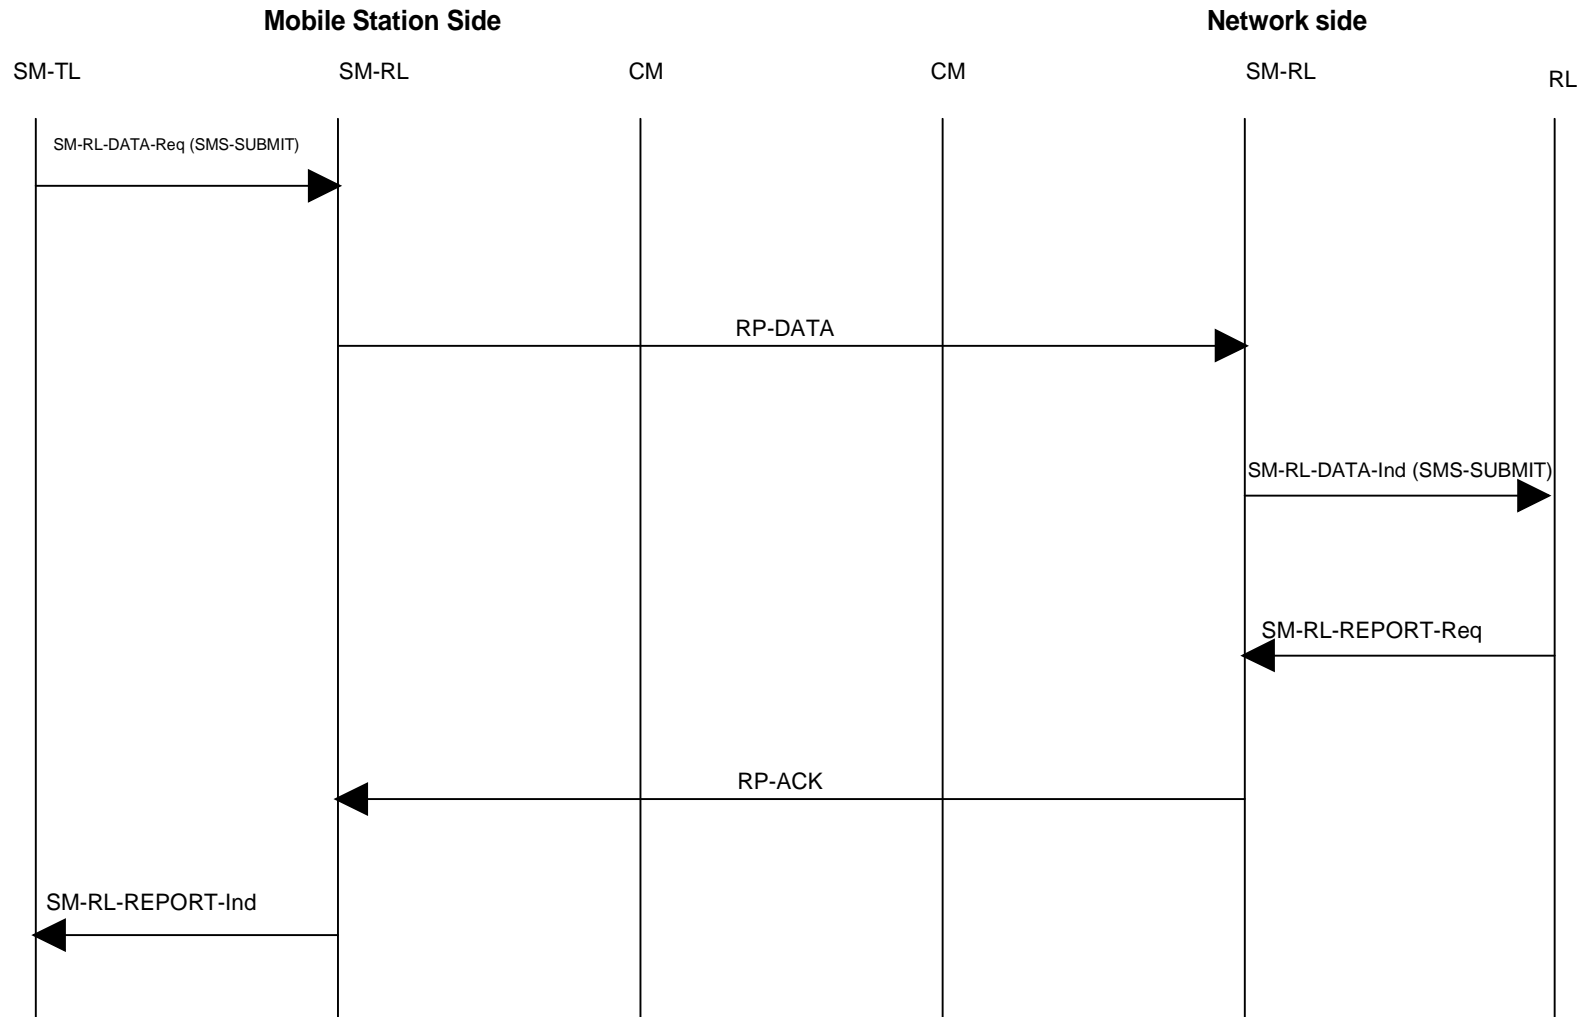 Mobile Station Side
Network side
SM-TL
SM-RL
CM
CM
SM-RL
RL
SM-RL-DATA-Req (SMS-SUBMIT)
RP-DATA
SM-RL-DATA-Ind (SMS-SUBMIT)
SM-RL-REPORT-Req
RP-ACK
SM-RL-REPORT-Ind